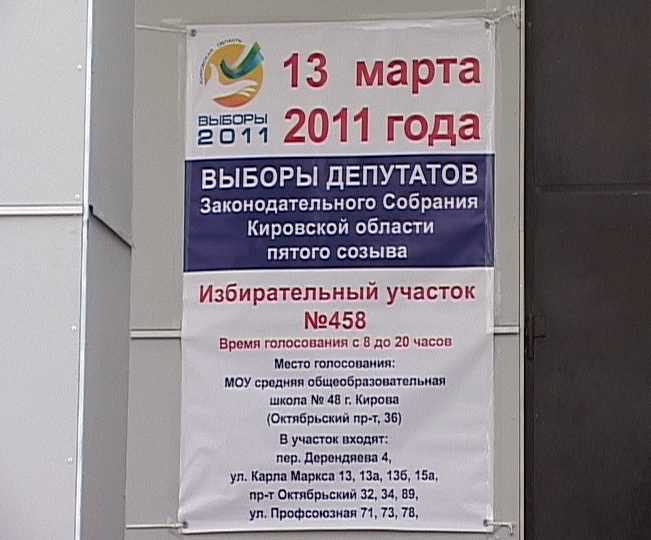 КИРОВСКАЯ ОБЛАСТЬ
ВЫБОРЫ
2011
13 марта
2011 года
ВЫБОРЫ ДЕПУТАТОВ
Законодательного Собрания
Кировской области
пятого созыва
Избирательный участок
№458
Время голосования с 8 до 20 часов
Место голосования:
МОУ средняя общеобразовательная
школа № 48 г. Кирова
(Октябрьский пр-т, 36)
В участок входят:
пер. Дерендяева 4,
ул. Карла Маркса 13, 13а, 13б, 15а,
пр-т Октябрьский 32, 34, 89,
ул. Профсоюзная 71, 73, 78,